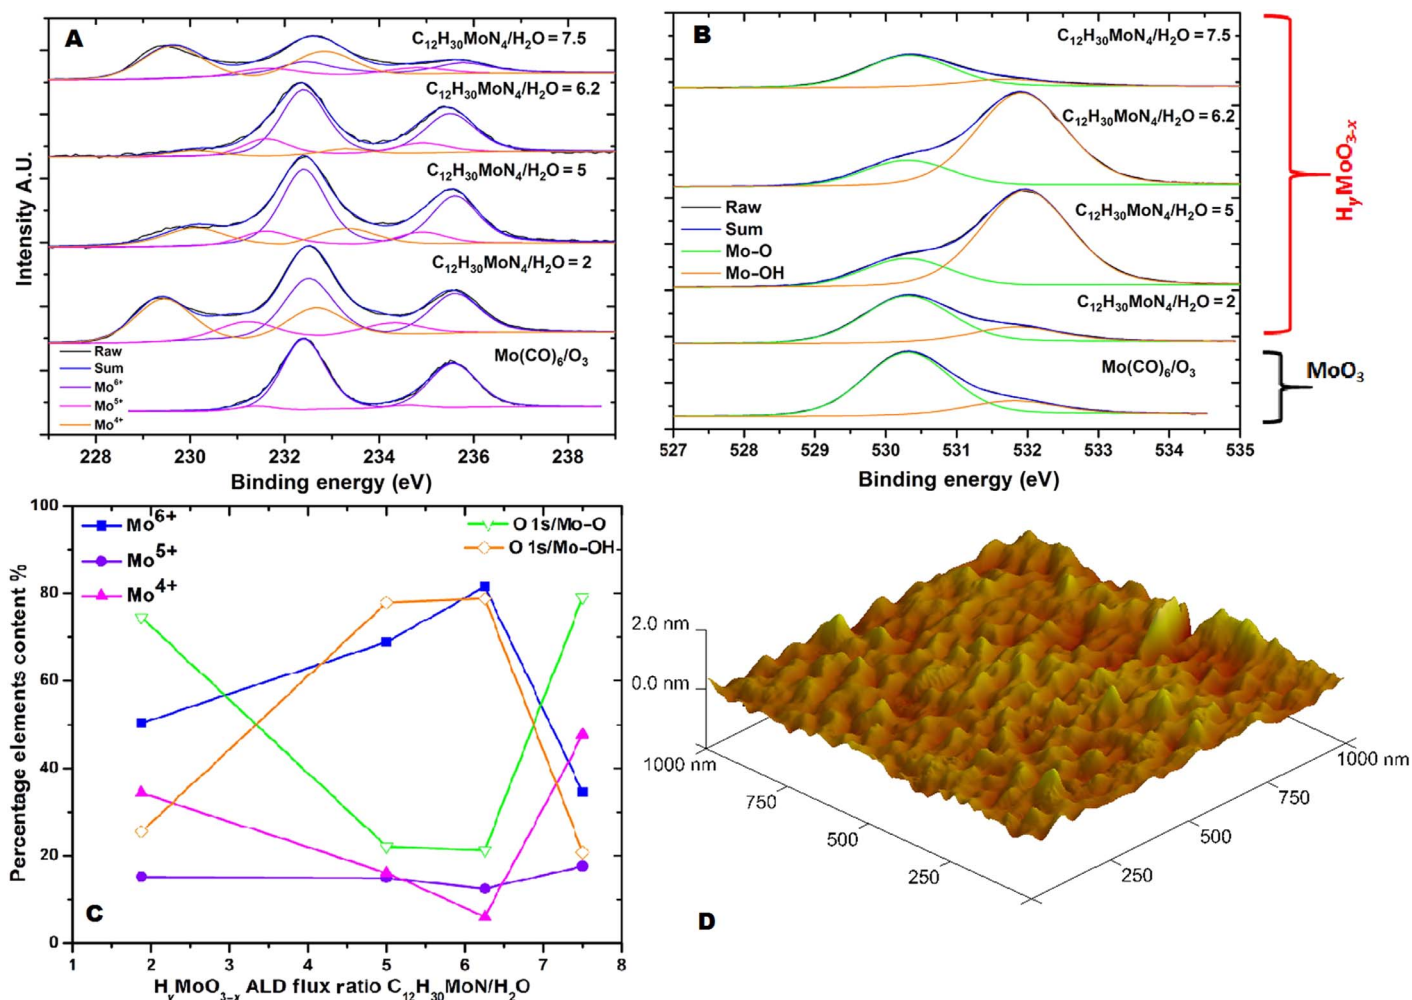 A
C12H30MoN4/H2O = 7.5
C12H30MoN4/H2O = 6.2
C12H30MoN4/H2O = 5
C12H30MoN4/H2O = 2
Mo(CO)6/O3
Raw
Sum
Mo6+
Mo5+
Mo4+
Intensity A.U.
228 230 232 234 236 238
Binding energy (eV)
B
C12H30MoN4/H2O = 7.5
C12H30MoN4/H2O = 6.2
C12H30MoN4/H2O = 5
Raw
Sum
Mo–O
Mo–OH
C12H30MoN4/H2O = 2
Mo(CO)6/O3
527 528 529 530 531 532 533 534 535
Binding energy (eV)
HyMoO3–x
MoO3
Mo6+
Mo5+
Mo4+
O 1s/Mo–O
O 1s/Mo–OH
Percentage elements content %
100
80
60
40
20
0
C
1 2 3 4 5 6 7 8
HyMoO3–x ALD flux ratio C12H30MoN/H2O
2.0 nm
0.0 nm
1000 nm
750
500
250
1000 nm
750
500
250
D